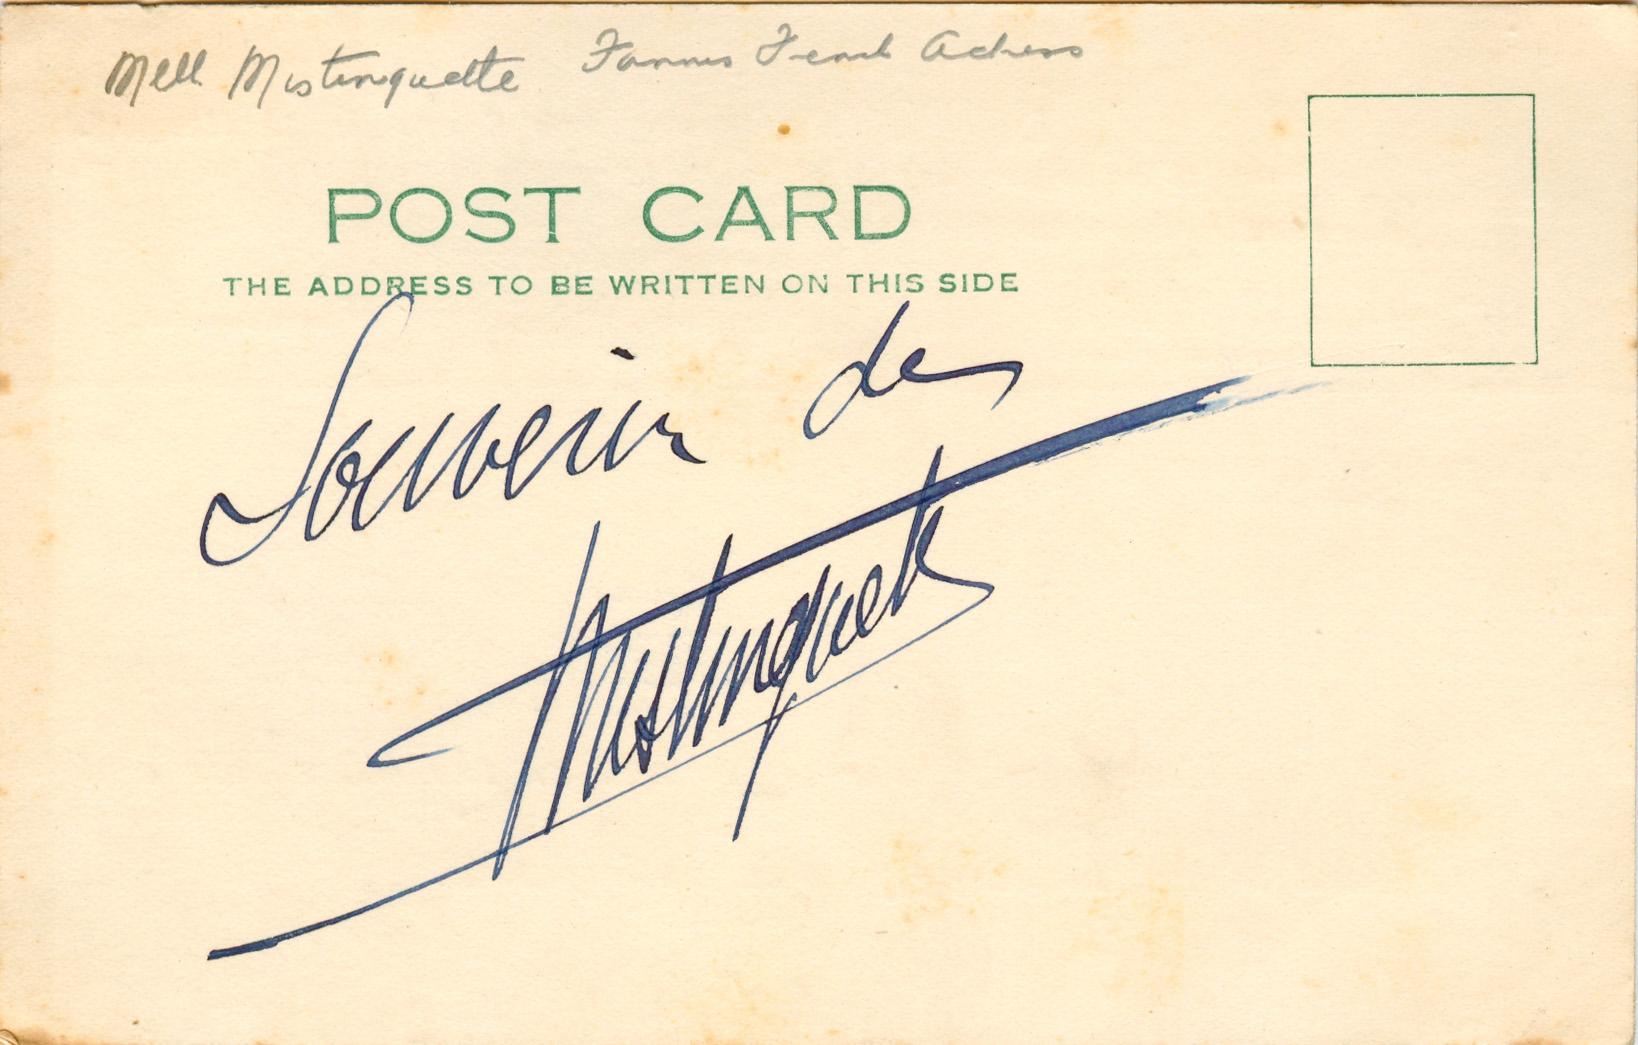 Mell Mistinguette Famous French Actress
POST CARD
THE ADDRESS TO BE WRITTEN ON THIS SIDE
Souvenir de
Mistinguett